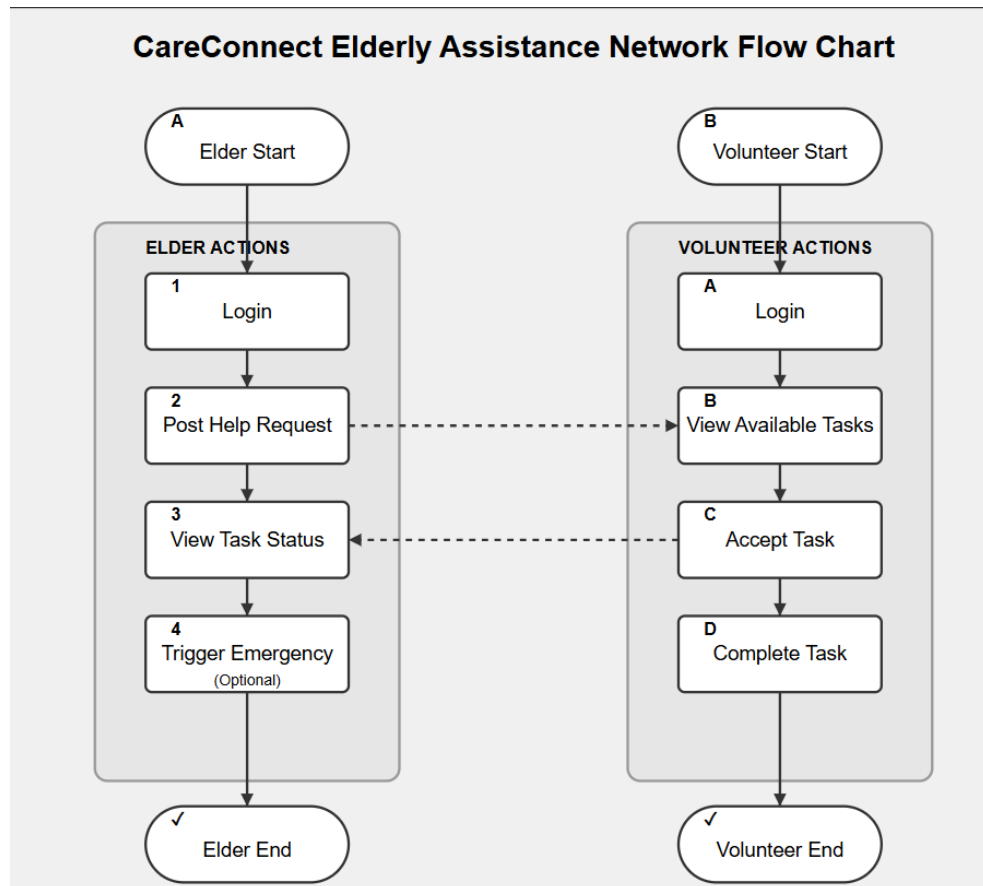 CareConnect Elderly Assistance Network Flow Chart
A
Elder Start
ELDER ACTIONS
1
Login
2
Post Help Request
3
View Task Status
4
Trigger Emergency
(Optional)
✓
Elder End
B
Volunteer Start
VOLUNTEER ACTIONS
A
Login
B
View Available Tasks
C
Accept Task
D
Complete Task
✓
Volunteer End